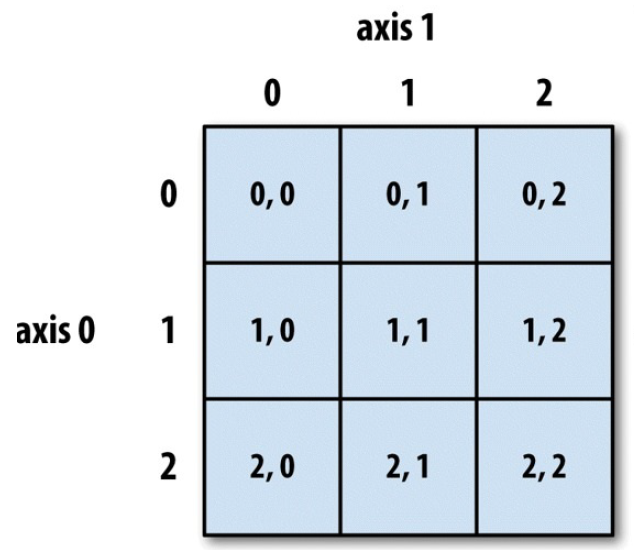 axis 1
0 1 2
0 0, 0 0, 1 0, 2
axis 0 1 1, 0 1, 1 1, 2
2 2, 0 2, 1 2, 2